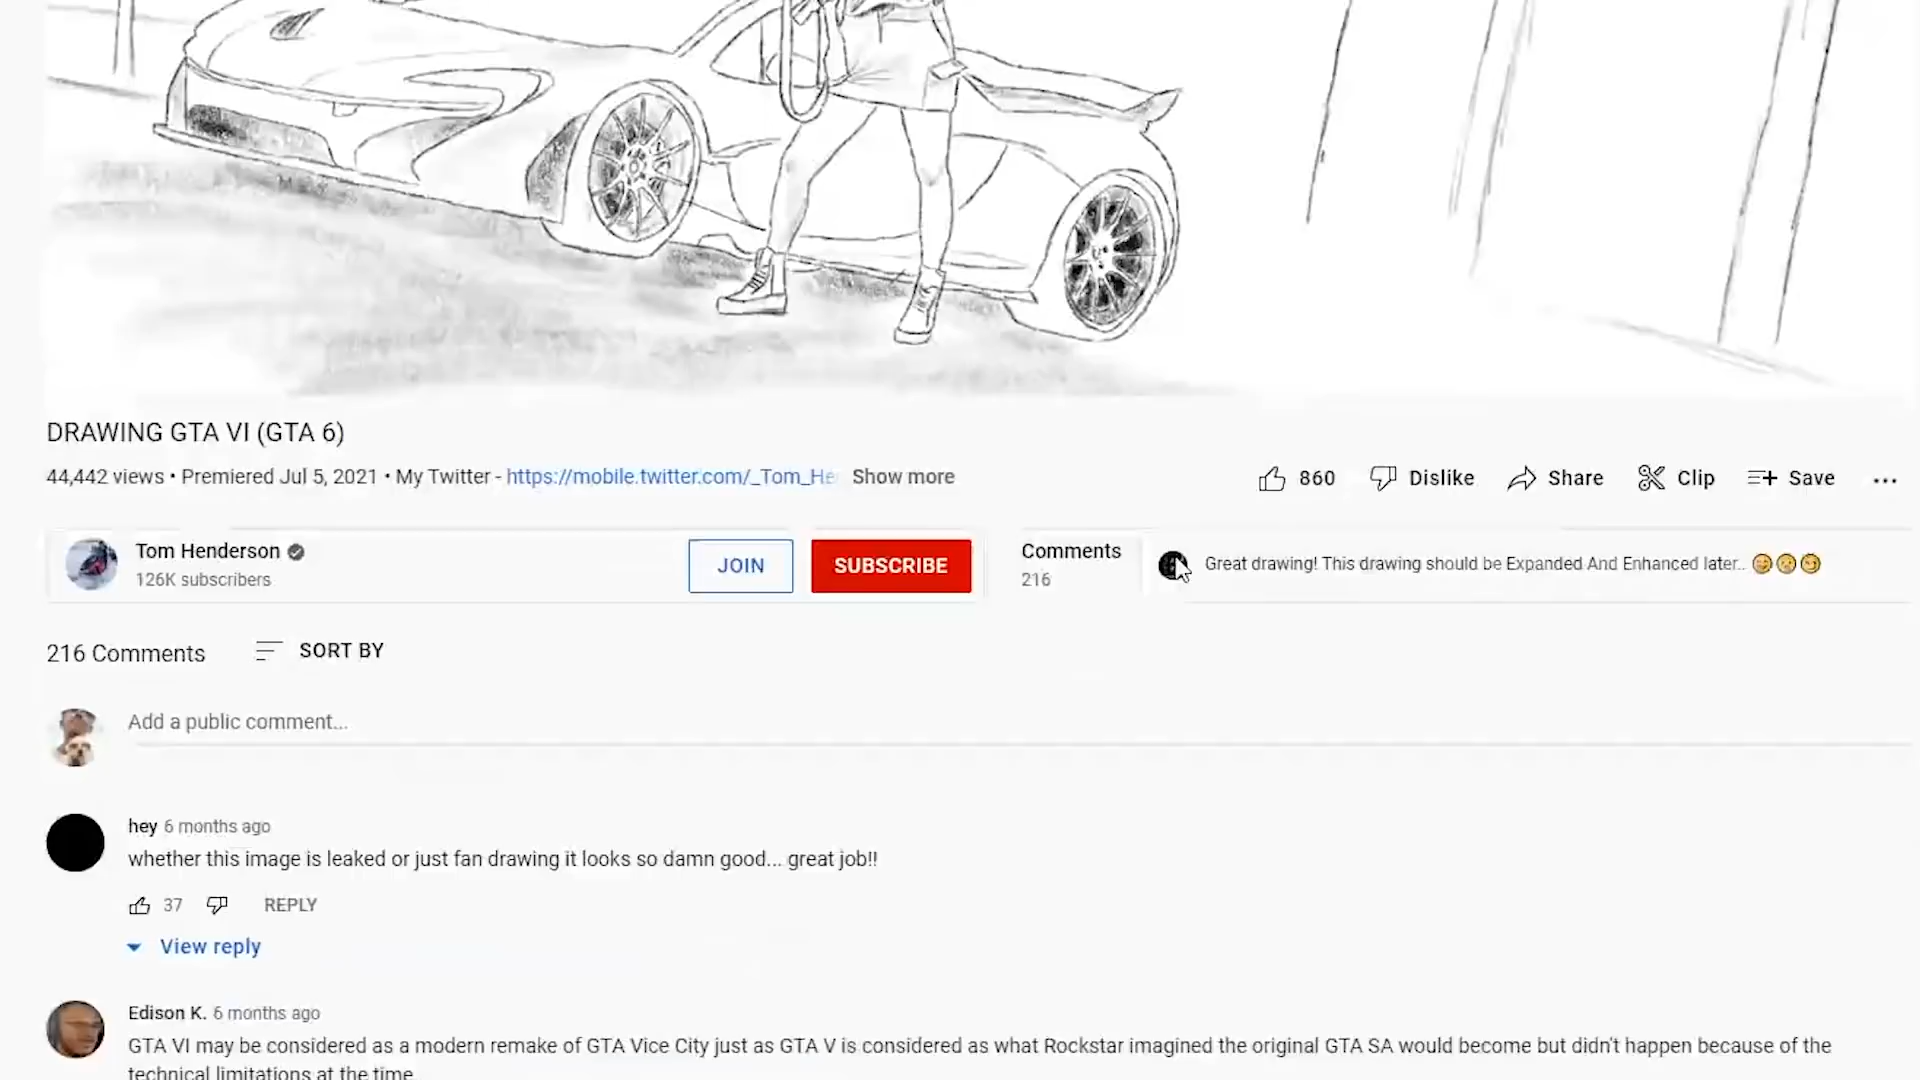 DRAWING GTA VI (GTA 6)
44,442 views • Premiered Jul 5, 2021 • My Twitter - https://mobile.twitter.com/_Tom_He Show more
860 Dislike Share Clip Save
Tom Henderson
126K subscribers
JOIN
SUBSCRIBE
Comments
216
Great drawing! This drawing should be Expanded And Enhanced later..
216 Comments
SORT BY
Add a public comment...
hey 6 months ago
whether this image is leaked or just fan drawing it looks so damn good... great job!!
37 REPLY
View reply
Edison K. 6 months ago
GTA VI may be considered as a modern remake of GTA Vice City just as GTA V is considered as what Rockstar imagined the original GTA SA would become but didn't happen because of the
technical limitations at the time.